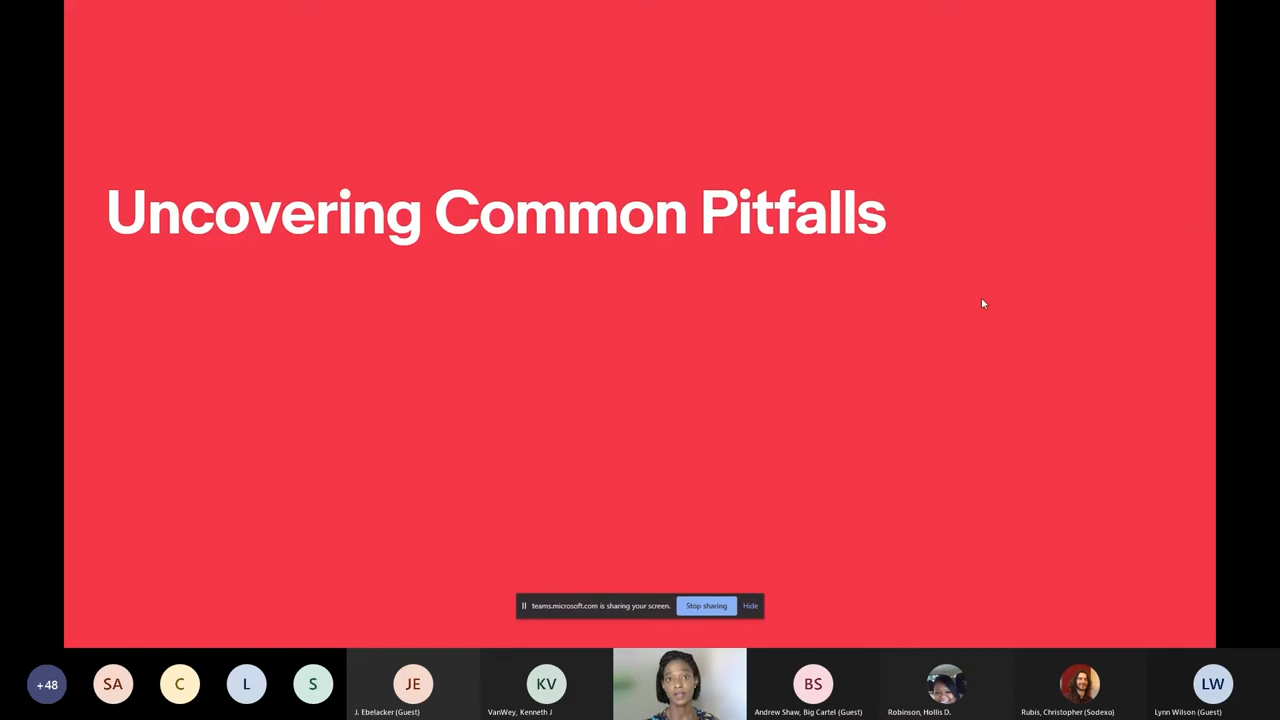 Uncovering Common Pitfalls
teams.microsoft.com is sharing your screen.
Stop sharing
Hide
+48
SA
C
L
S
JE
KV
BS
LW
J. Ebelacker (Guest)
VanWey, Kenneth J
Andrew Shaw, Big Cartel (Guest)
Robinson, Hollis D.
Rubis, Christopher (Sodexo)
Lynn Wilson (Guest)